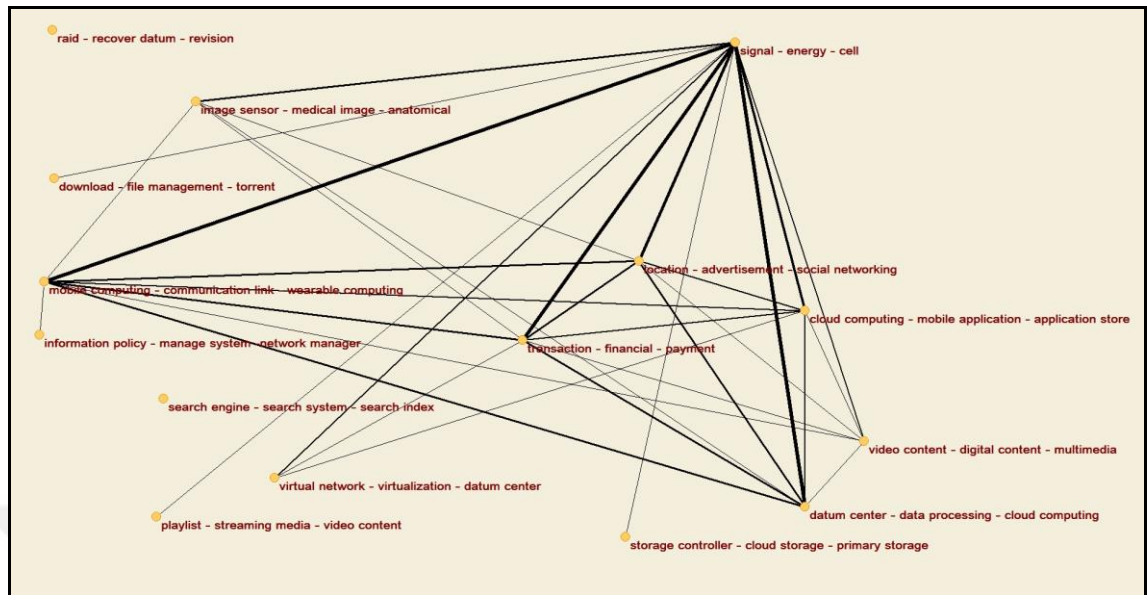 raid - recover datum - revision
signal - energy - cell
image sensor - medical image - anatomical
download - file management - torrent
location - advertisement - social networking
mobile computing - communication link - wearable computing
cloud computing - mobile application - application store
information policy - manage system - network manager
transaction - financial - payment
search engine - search system - search index
video content - digital content - multimedia
virtual network - virtualization - datum center
datum center - data processing - cloud computing
playlist - streaming media - video content
storage controller - cloud storage - primary storage